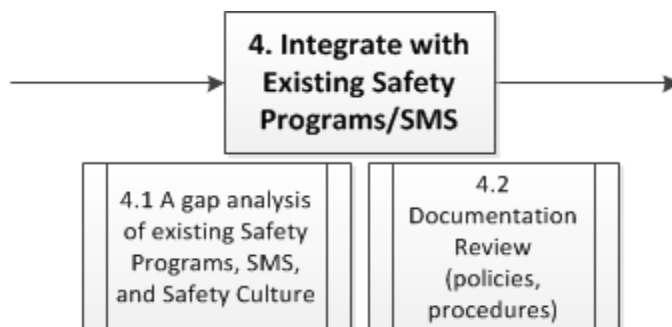 4. Integrate with
Existing Safety
Programs/SMS
4.1 A gap analysis
of existing Safety
Programs, SMS,
and Safety Culture
4.2
Documentation
Review
(policies,
procedures)